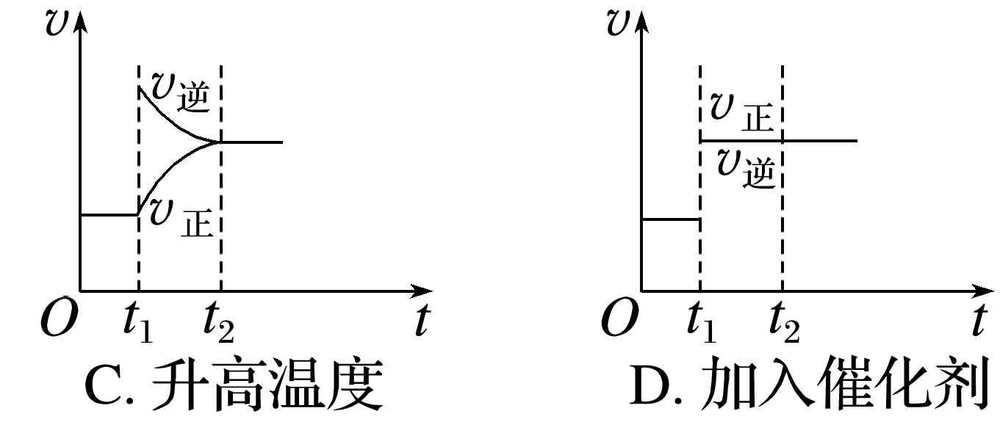 v v
v逆 v正
v逆
v正
O t₁ t₂ t O t₁ t₂ t
C. 升高温度 D. 加入催化剂